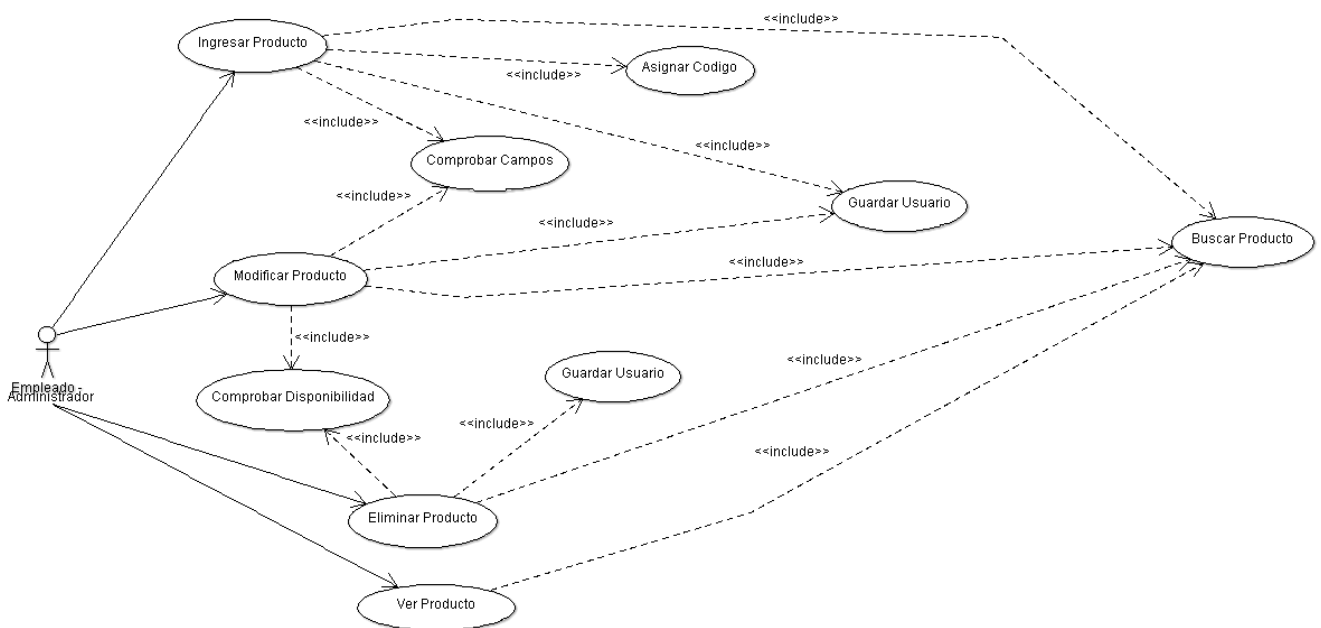 <<include>>
Ingresar Producto
Asignar Codigo
<<include>>
<<include>>
<<include>>
Comprobar Campos
<<include>>
Guardar Usuario
<<include>>
Buscar Producto
<<include>>
Modificar Producto
<<include>>
<<include>>
Guardar Usuario
Empleado -
Administrador
Comprobar Disponibilidad
<<include>>
<<include>>
<<include>>
Eliminar Producto
Ver Producto